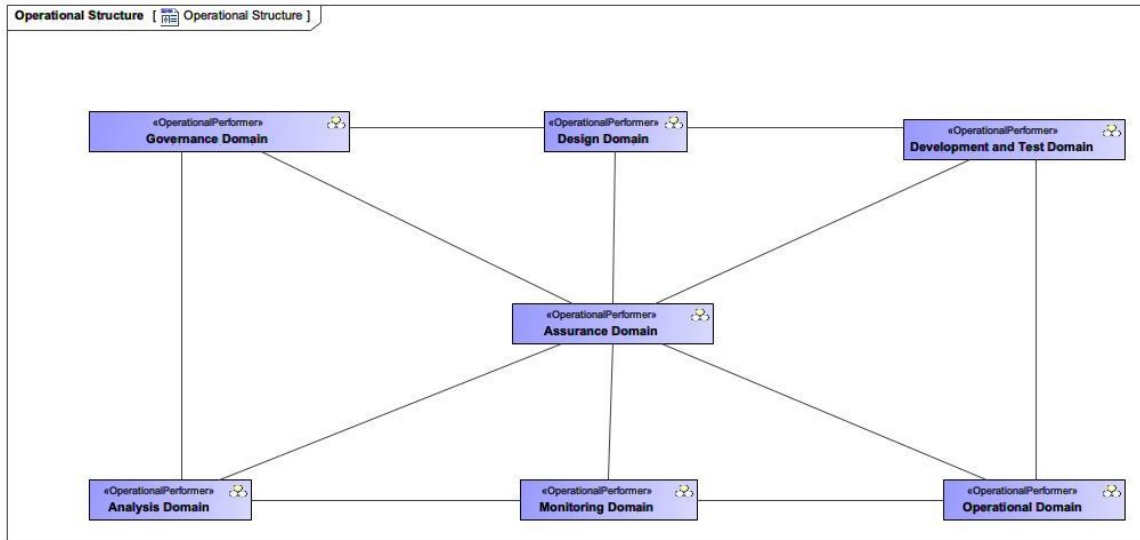 Operational Structure [ Operational Structure ]
«OperationalPerformer»
Governance Domain
«OperationalPerformer»
Design Domain
«OperationalPerformer»
Development and Test Domain
«OperationalPerformer»
Assurance Domain
«OperationalPerformer»
Analysis Domain
«OperationalPerformer»
Monitoring Domain
«OperationalPerformer»
Operational Domain